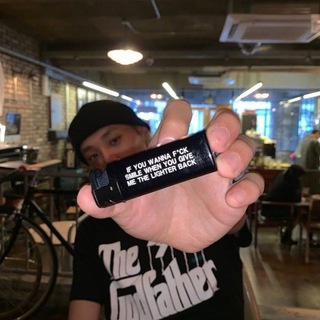 IF YOU WANNA F*CK
SMILE WHEN YOU GIVE
ME THE LIGHTER BACK
The
Godfather